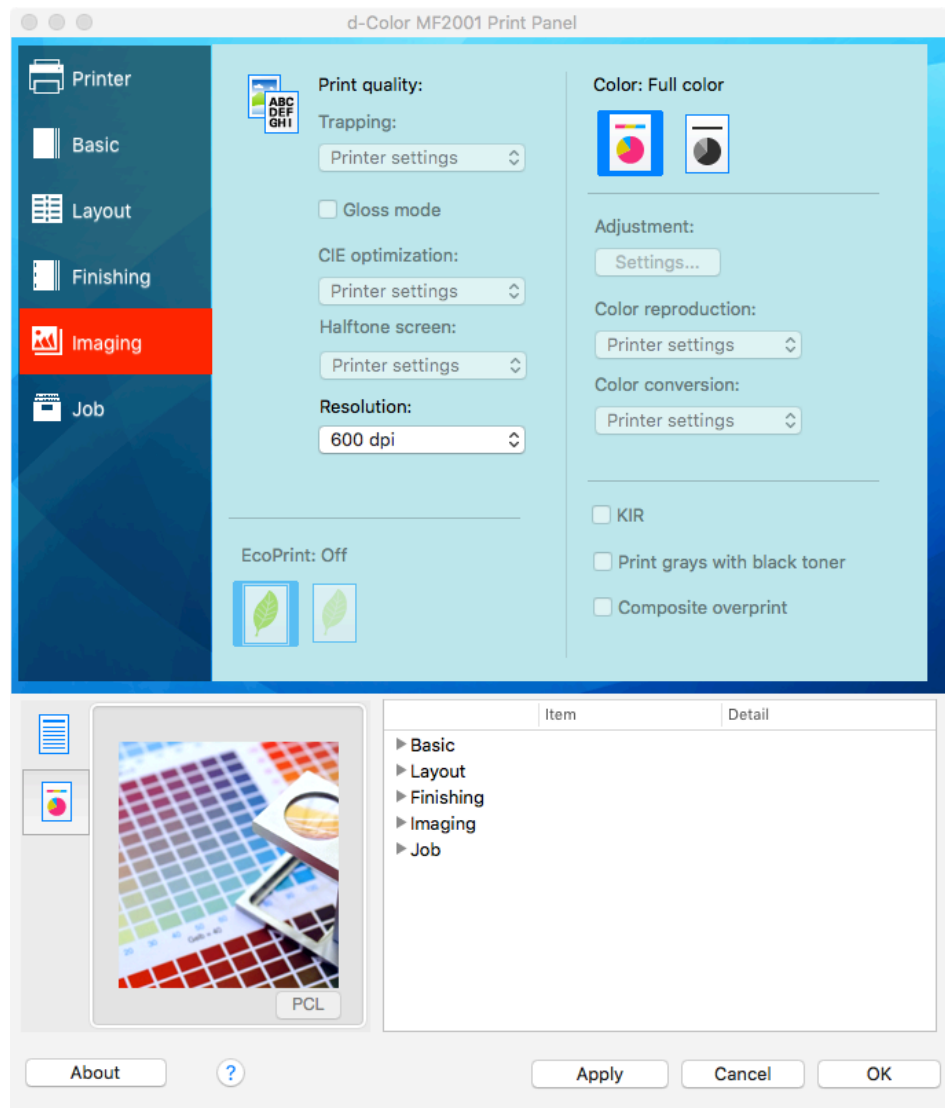 d-Color MF2001 Print Panel
Printer
Basic
Layout
Finishing
Imaging
Job
ABC
DEF
GHI
Print quality:
Trapping:
Printer settings
Gloss mode
CIE optimization:
Printer settings
Halftone screen:
Printer settings
Resolution:
600 dpi
EcoPrint: Off
Color: Full color
Adjustment:
Settings...
Color reproduction:
Printer settings
Color conversion:
Printer settings
KIR
Print grays with black toner
Composite overprint
Gelb = 40
PCL
Item Detail
Basic
Layout
Finishing
Imaging
Job
About
?
Apply
Cancel
OK